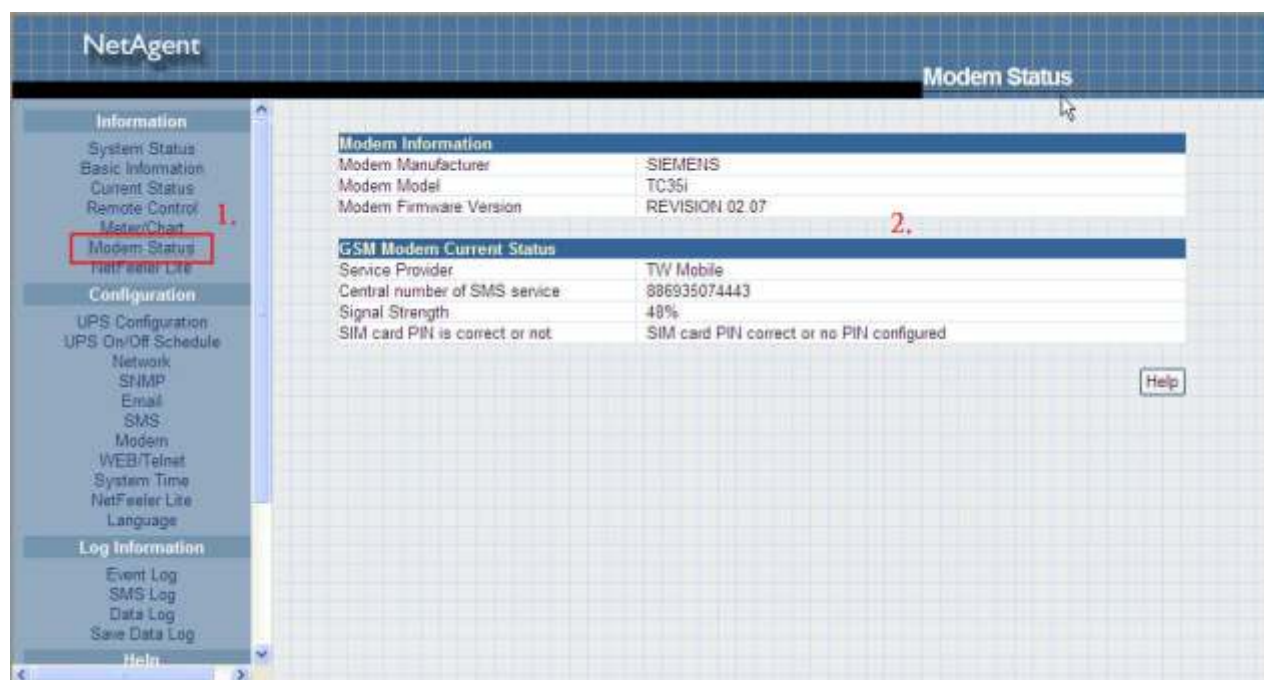 NetAgent
Modem Status
Information
System Status
Basic Information
Current Status
Remote Control
1.
Meter/Chart
Modem Status
NetFeeler Lite
Configuration
UPS Configuration
UPS On/Off Schedule
Network
SNMP
Email
SMS
Modem
WEB/Telnet
System Time
NetFeeler Lite
Language
Log Information
Event Log
SMS Log
Data Log
Save Data Log
Help
Modem Information
Modem Manufacturer SIEMENS
Modem Model TC35i
Modem Firmware Version REVISION 02.07
2.
GSM Modem Current Status
Service Provider TW Mobile
Central number of SMS service 886935074443
Signal Strength 48%
SIM card PIN is correct or not SIM card PIN correct or no PIN configured
Help